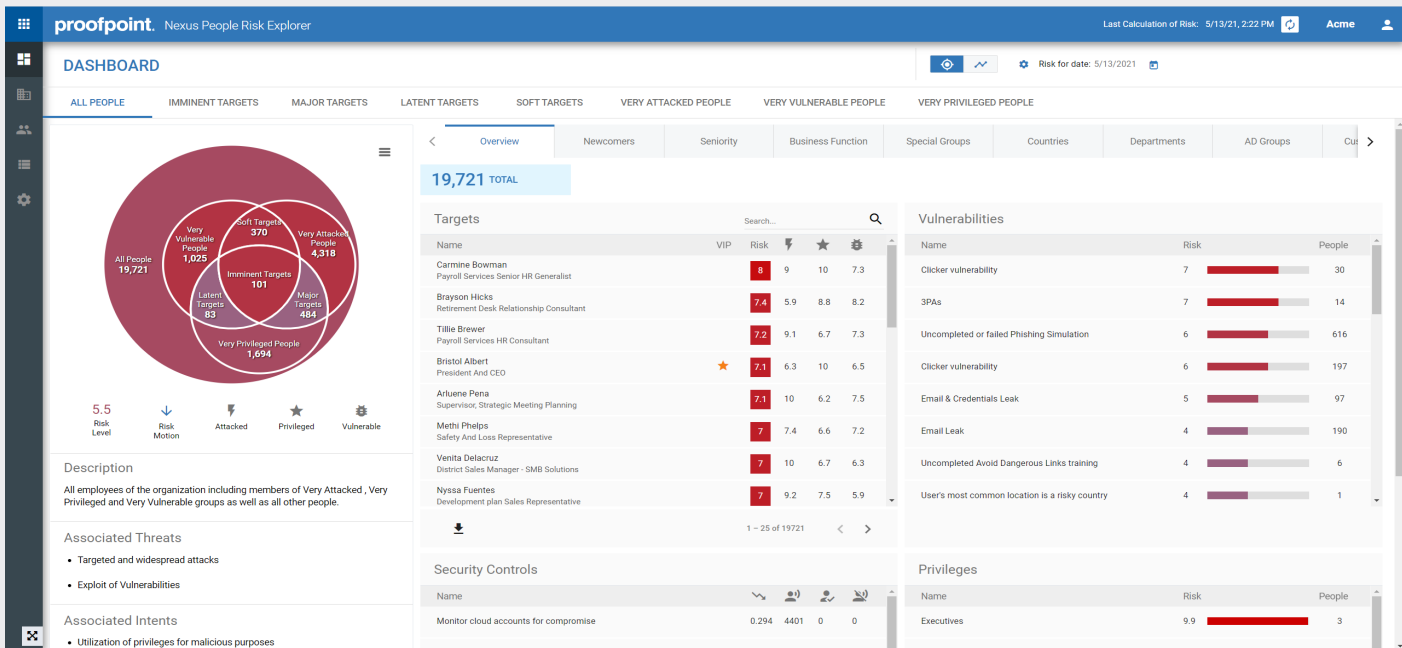 proofpoint. Nexus People Risk Explorer
Last Calculation of Risk: 5/13/21, 2:22 PM
Acme
DASHBOARD
Risk for date: 5/13/2021
ALL PEOPLE IMMINENT TARGETS MAJOR TARGETS LATENT TARGETS SOFT TARGETS VERY ATTACKED PEOPLE VERY VULNERABLE PEOPLE VERY PRIVILEGED PEOPLE
All People
19,721
Very
Vulnerable
People
1,025
Soft Targets
370
Very Attacked
People
4,318
Imminent Targets
101
Latent
Targets
83
Major
Targets
484
Very Privileged People
1,694
5.5
Risk
Level
Risk
Motion
Attacked
Privileged
Vulnerable
Description
All employees of the organization including members of Very Attacked , Very
Privileged and Very Vulnerable groups as well as all other people.
Associated Threats
• Targeted and widespread attacks
• Exploit of Vulnerabilities
Associated Intents
• Utilization of privileges for malicious purposes
Overview Newcomers Seniority Business Function Special Groups Countries Departments AD Groups
19,721 TOTAL
Targets
Search...
Name VIP Risk
Carmine Bowman
Payroll Services Senior HR Generalist
8 9 10 7.3
Brayson Hicks
Retirement Desk Relationship Consultant
7.4 5.9 8.8 8.2
Tillie Brewer
Payroll Services HR Consultant
7.2 9.1 6.7 7.3
Bristol Albert
President And CEO
7.1 6.3 10 6.5
Arluene Pena
Supervisor, Strategic Meeting Planning
7.1 10 6.2 7.5
Methi Phelps
Safety And Loss Representative
7 7.4 6.6 7.2
Venita Delacruz
District Sales Manager - SMB Solutions
7 10 6.7 6.3
Nyssa Fuentes
Development plan Sales Representative
7 9.2 7.5 5.9
1 – 25 of 19721
Vulnerabilities
Name Risk People
Clicker vulnerability 7 30
3PAs 7 14
Uncompleted or failed Phishing Simulation 6 616
Clicker vulnerability 6 197
Email & Credentials Leak 5 97
Email Leak 4 190
Uncompleted Avoid Dangerous Links training 4 6
User's most common location is a risky country 4 1
Security Controls
Name
Monitor cloud accounts for compromise 0.294 4401 0 0
Privileges
Name Risk People
Executives 9.9 3